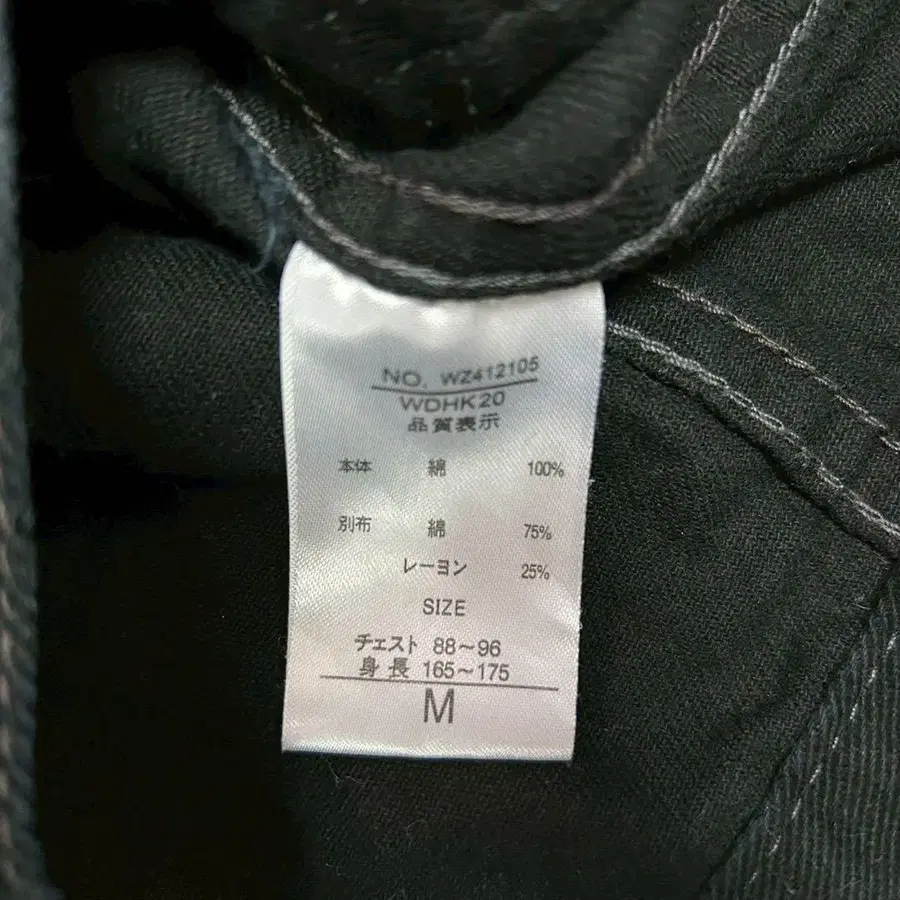 NO. WZ412105
WDHK20
品質表示
本体 綿 100%
別布 綿 75%
レーヨン 25%
SIZE
チェスト 88～96
身長 165～175
M